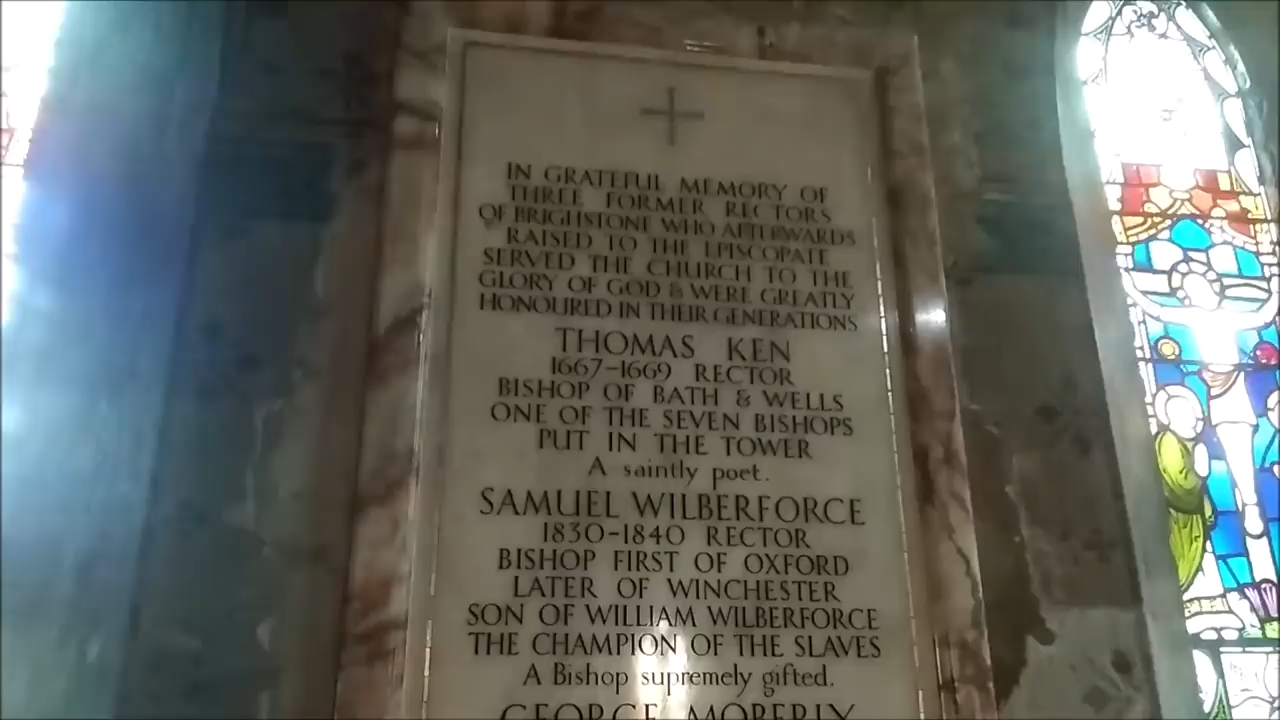 IN GRATEFUL MEMORY OF
THREE FORMER RECTORS
OF BRIGHSTONE WHO AFTERWARDS
RAISED TO THE EPISCOPATE
SERVED THE CHURCH TO THE
GLORY OF GOD & WERE GREATLY
HONOURED IN THEIR GENERATIONS
THOMAS KEN
1667-1669 RECTOR
BISHOP OF BATH & WELLS
ONE OF THE SEVEN BISHOPS
PUT IN THE TOWER
A saintly poet.
SAMUEL WILBERFORCE
1830-1840 RECTOR
BISHOP FIRST OF OXFORD
LATER OF WINCHESTER
SON OF WILLIAM WILBERFORCE
THE CHAMPION OF THE SLAVES
A Bishop supremely gifted.
GEORGE MOBERLY